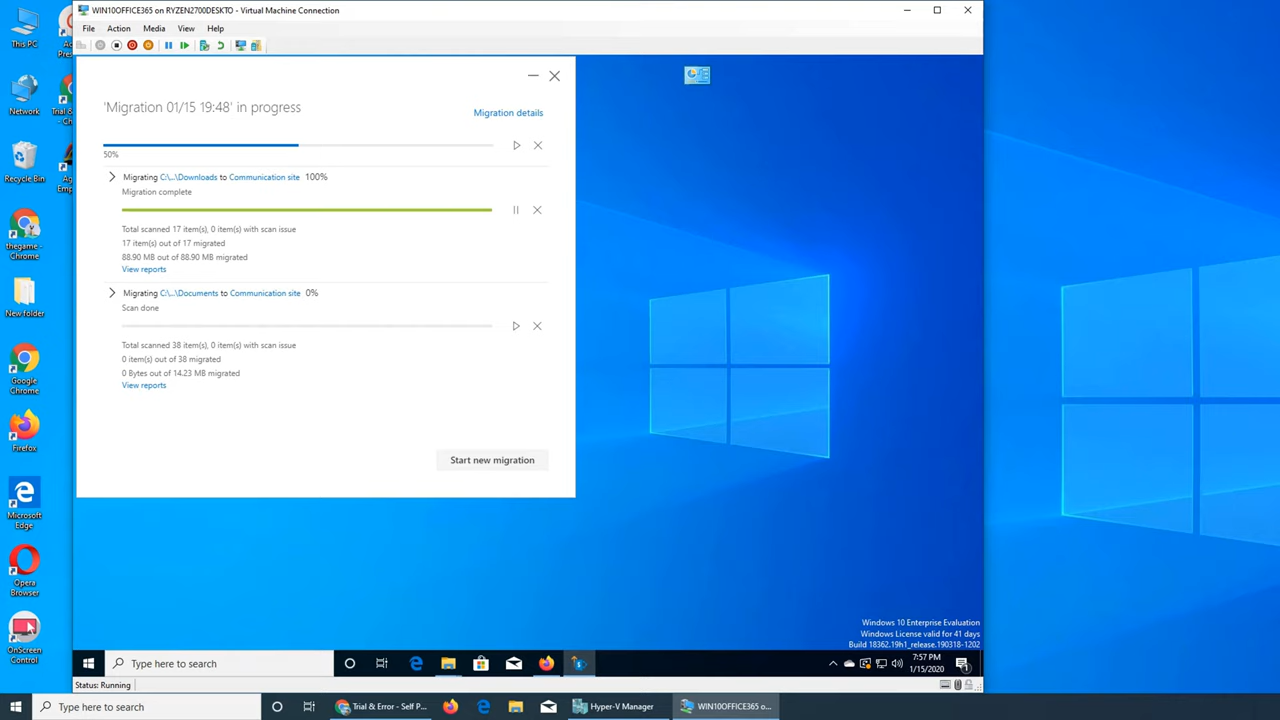 WIN10OFFICE365 on RYZEN2700DESKTO - Virtual Machine Connection
File Action Media View Help
This PC
Network
Recycle Bin
thegame - Chrome
New folder
Google Chrome
Firefox
Microsoft Edge
Opera Browser
OnScreen Control
'Migration 01/15 19:48' in progress
Migration details
50%
Migrating C:\...\Downloads to Communication site 100%
Migration complete
Total scanned 17 item(s), 0 item(s) with scan issue
17 item(s) out of 17 migrated
88.90 MB out of 88.90 MB migrated
View reports
Migrating C:\...\Documents to Communication site 0%
Scan done
Total scanned 38 item(s), 0 item(s) with scan issue
0 item(s) out of 38 migrated
0 Bytes out of 14.23 MB migrated
View reports
Start new migration
Windows 10 Enterprise Evaluation
Windows License valid for 41 days
Build 18362.19h1_release.190318-1202
Type here to search
7:57 PM
1/15/2020
Status: Running
Type here to search
Trial & Error - Self P...
Hyper-V Manager
WIN10OFFICE365 o...